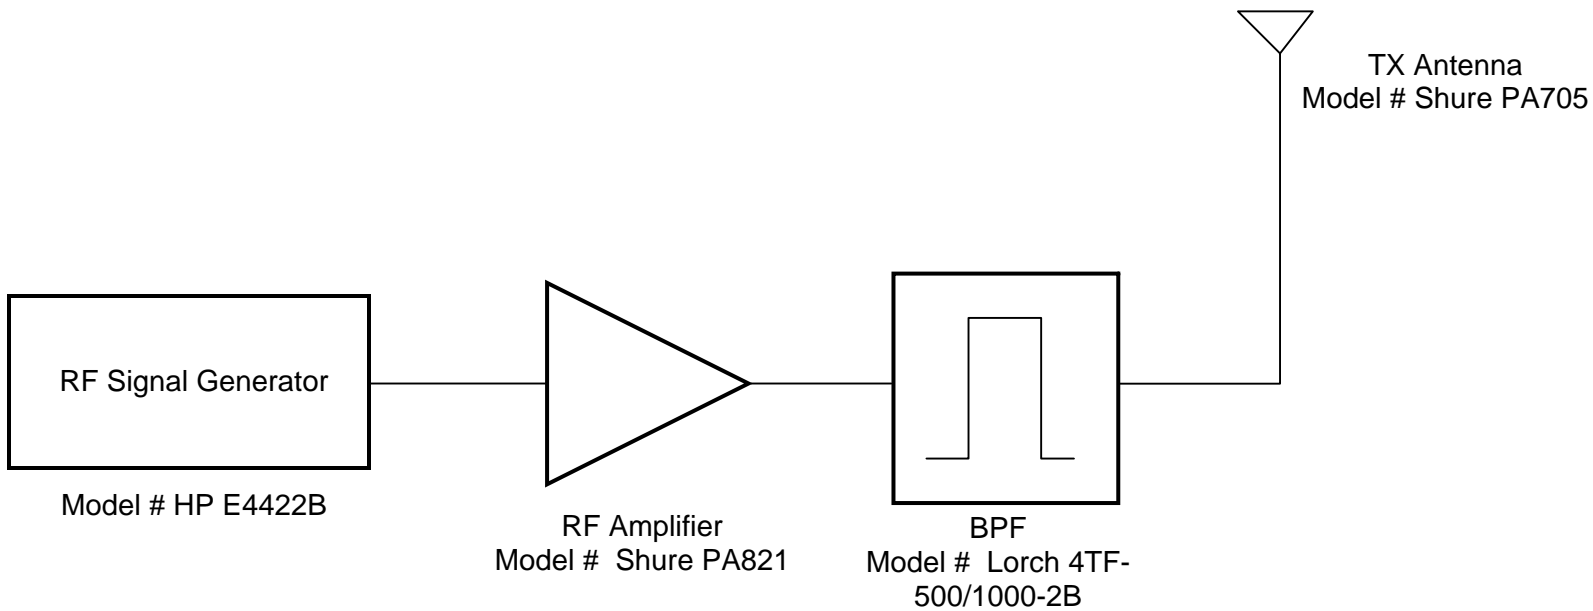 TX Antenna
Model # Shure PA705
RF Signal Generator
Model # HP E4422B
RF Amplifier
Model #  Shure PA821
BPF
Model #  Lorch 4TF-
500/1000-2B